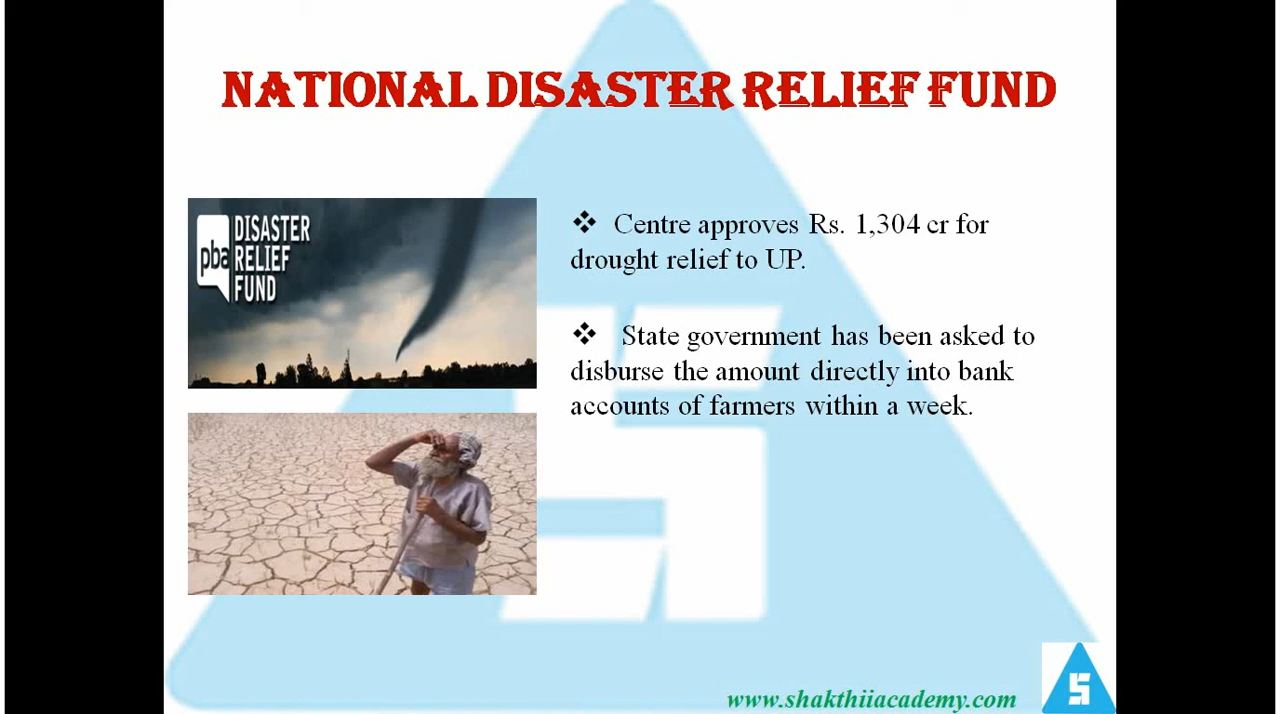 NATIONAL DISASTER RELIEF FUND
pba
DISASTER
RELIEF
FUND
❖ Centre approves Rs. 1,304 cr for
drought relief to UP.
❖ State government has been asked to
disburse the amount directly into bank
accounts of farmers within a week.
www.shakthiiacademy.com